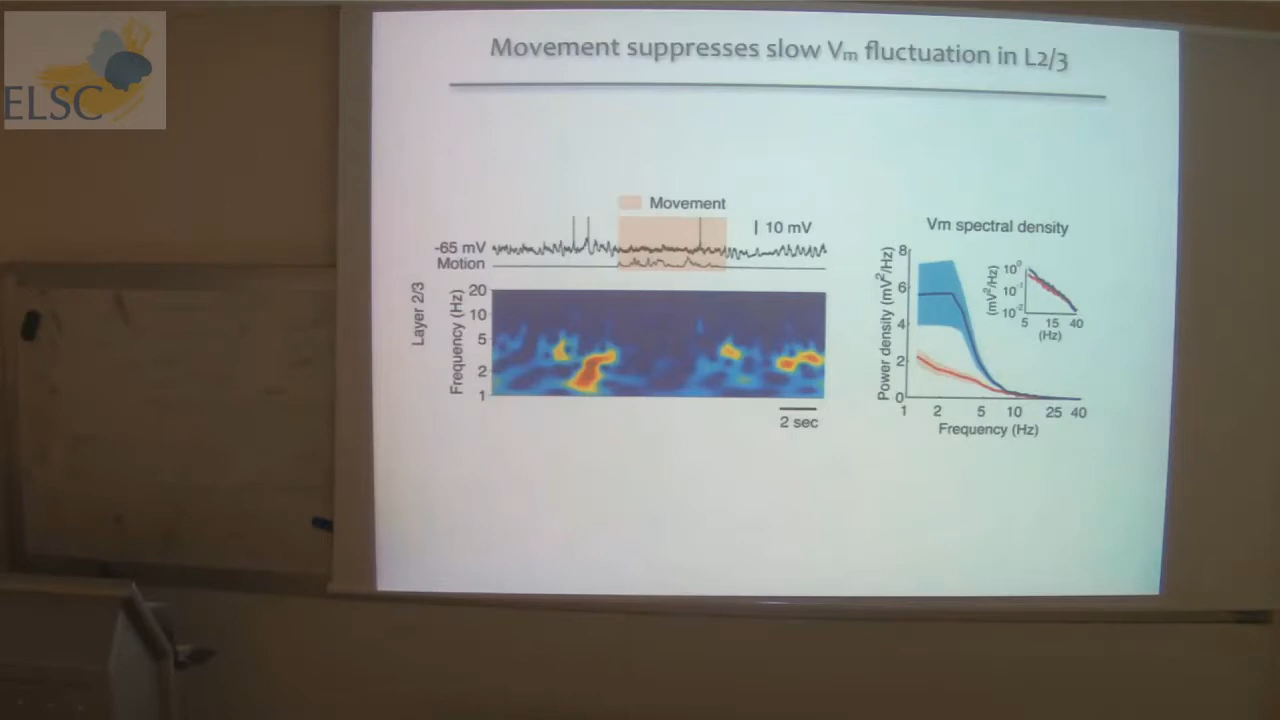 ELSC
Movement suppresses slow Vm fluctuation in L2/3
Movement
10 mV
-65 mV
Motion
Layer 2/3
Frequency (Hz)
20
10
5
2
1
2 sec
Vm spectral density
Power density (mV²/Hz)
8
6
4
2
0
1 2 5 10 25 40
Frequency (Hz)
(mV²/Hz)
10⁰
10⁻¹
10⁻²
5 15 40
(Hz)